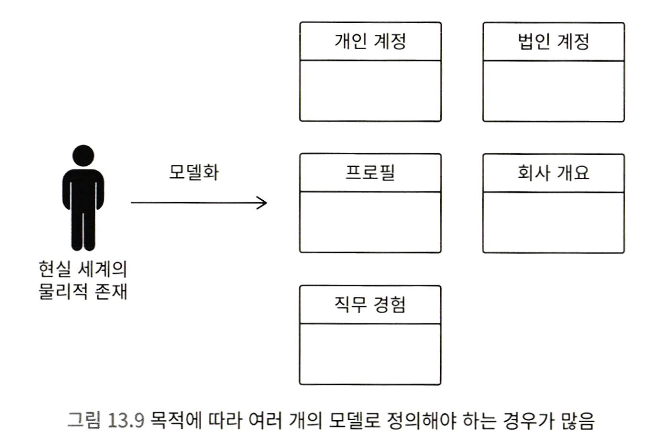 개인 계정
법인 계정
모델화
프로필
회사 개요
현실 세계의
물리적 존재
직무 경험
그림 13.9 목적에 따라 여러 개의 모델로 정의해야 하는 경우가 많음